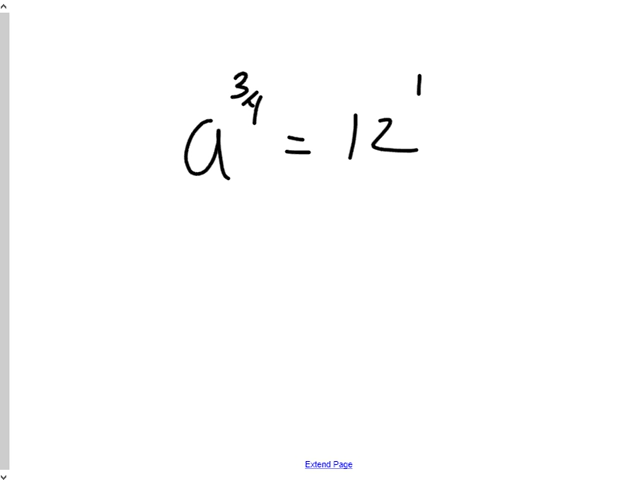 a^{3/4} = 12^1
Extend Page